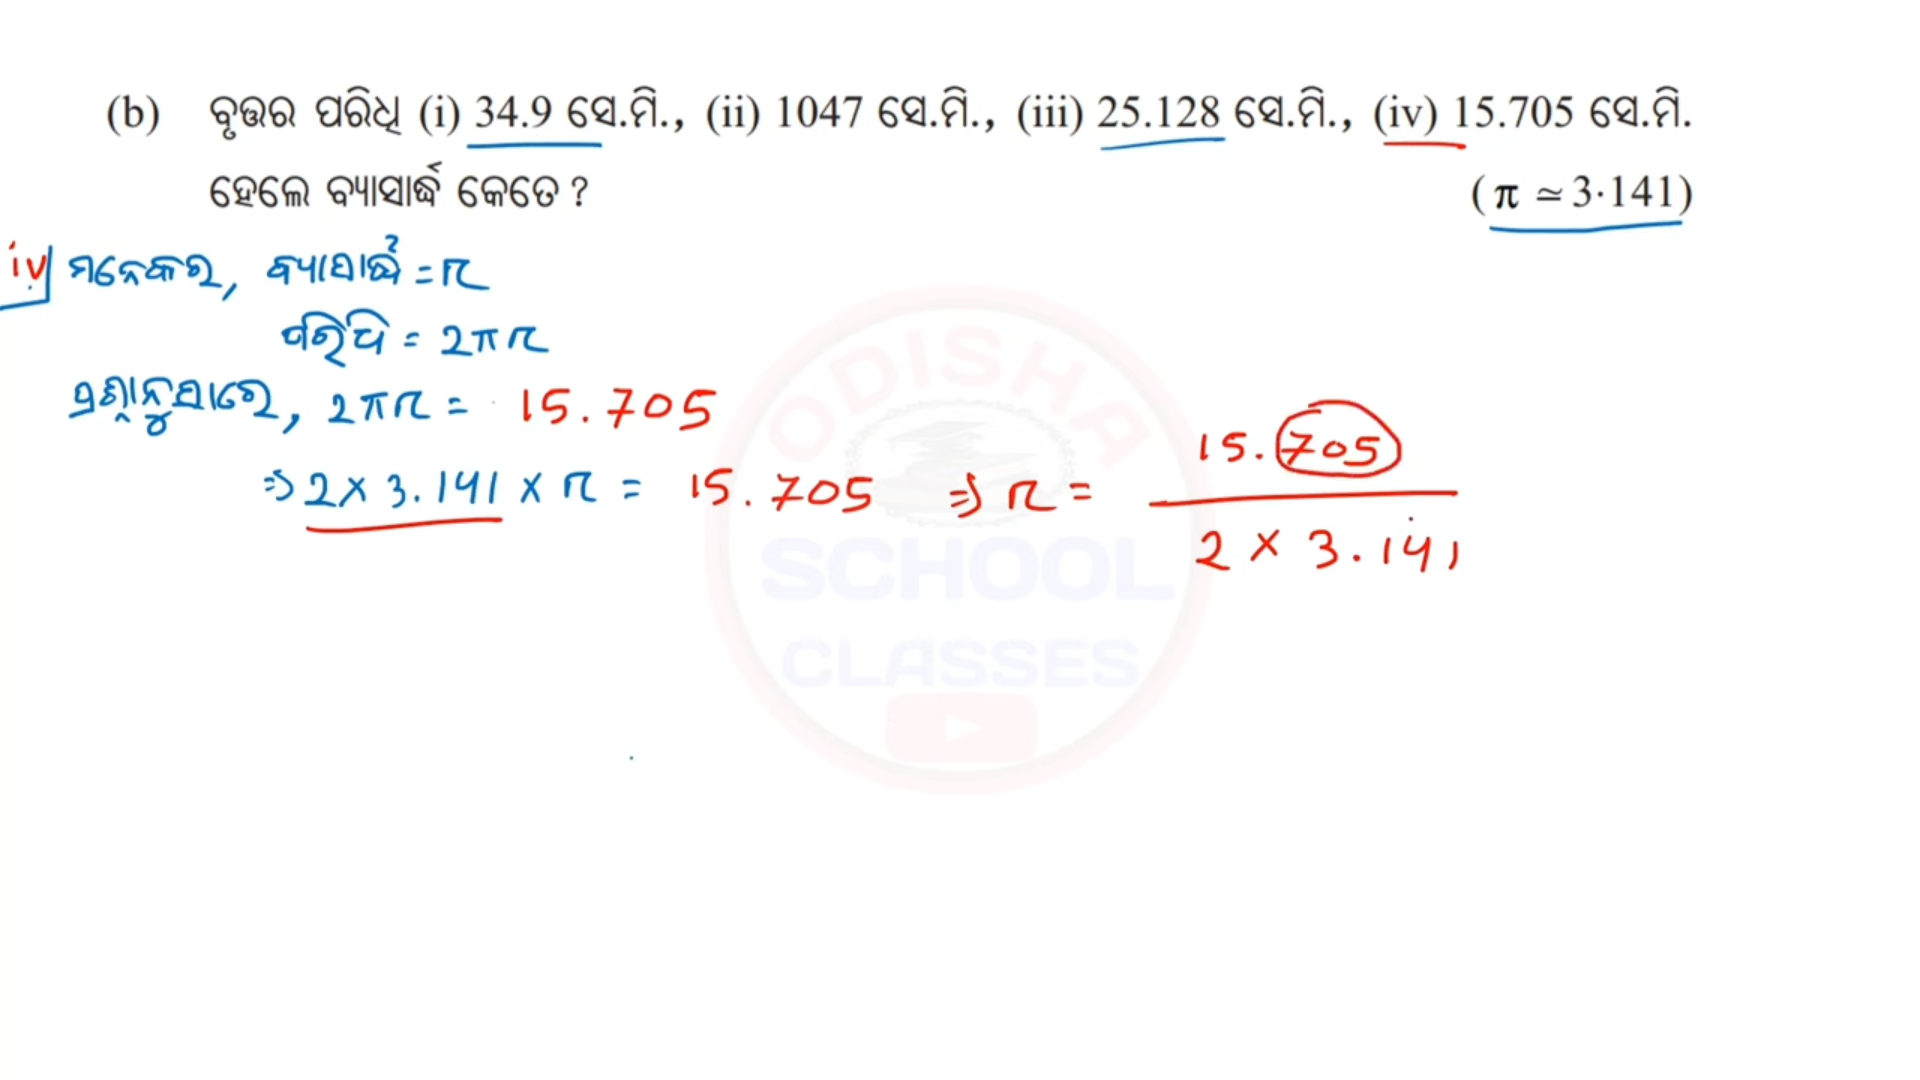 (b) ବୃତ୍ତର ପରିଧି (i) 34.9 ସେ.ମି., (ii) 1047 ସେ.ମି., (iii) 25.128 ସେ.ମି., (iv) 15.705 ସେ.ମି.
ହେଲେ ବ୍ୟାସାର୍ଦ୍ଧ କେତେ ? (π ≃ 3·141)
iv ମନେକର, ବ୍ୟାସାର୍ଦ୍ଧ = r
ପରିଧି = 2πr
ପ୍ରଶ୍ନାନୁସାରେ, 2πr = 15.705
⇒ 2 × 3.141 × r = 15.705 ⇒ r = 15.705
2 × 3.141
ODISHA
SCHOOL
CLASSES